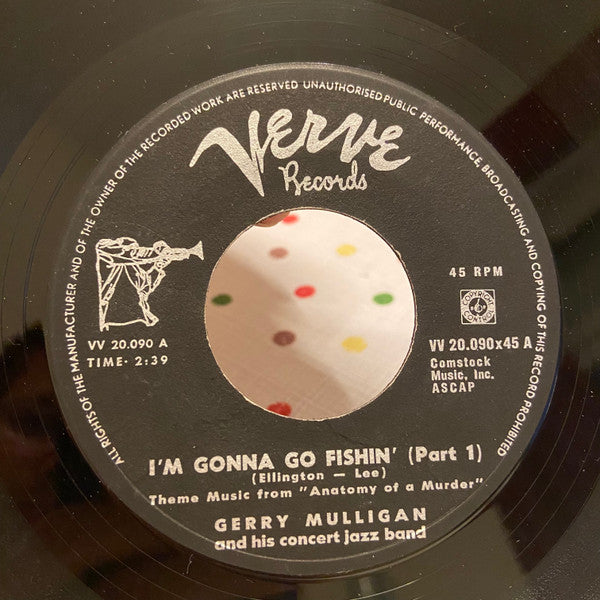 ALL RIGHTS OF THE MANUFACTURER AND OF THE OWNER OF THE RECORDED WORK ARE RESERVED UNAUTHORISED PUBLIC PERFORMANCE, BROADCASTING AND COPYING OF THIS RECORD PROHIBITED
Verve
Records
45 RPM
VV 20.090 A
TIME· 2:39
VV 20.090x45 A
Comstock
Music, Inc.
ASCAP
I'M GONNA GO FISHIN' (Part 1)
(Ellington — Lee)
Theme Music from "Anatomy of a Murder"
GERRY MULLIGAN
and his concert jazz band